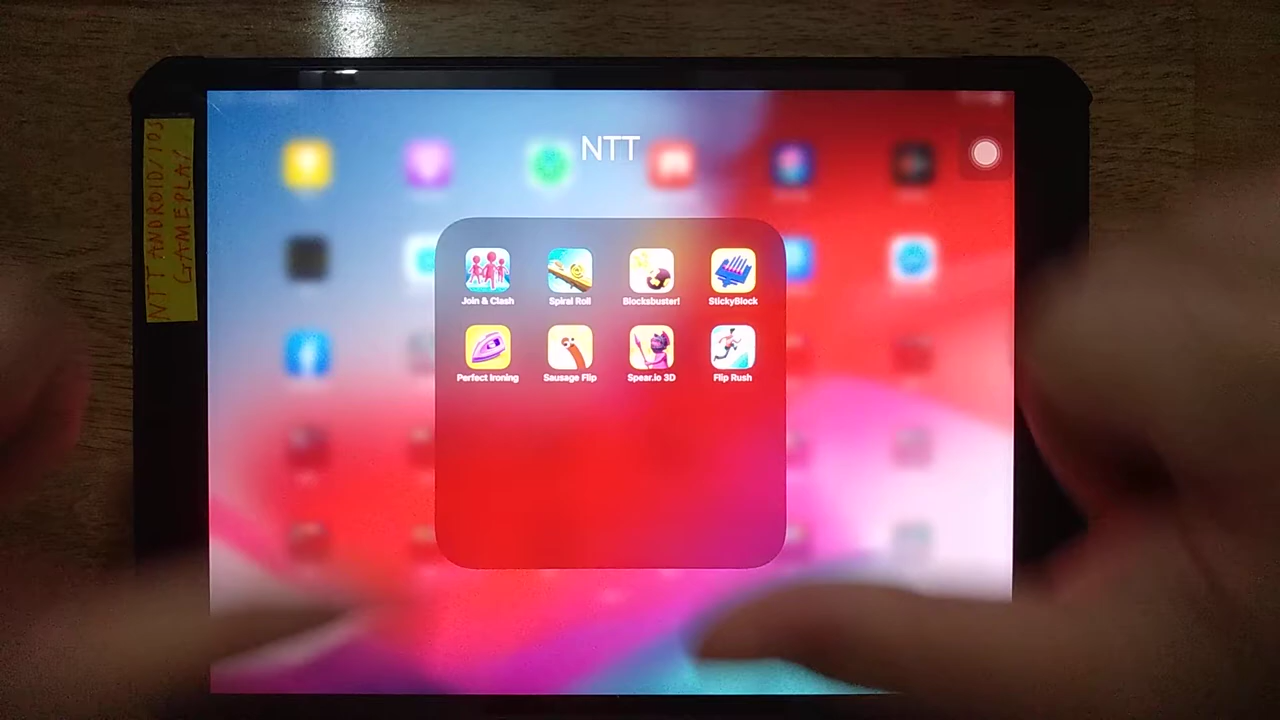 NTT ANDROID/IOS
GAMEPLAY
NTT
Join & Clash
Spiral Roll
Blocksbuster!
StickyBlock
Perfect Ironing
Sausage Flip
Spear.io 3D
Flip Rush